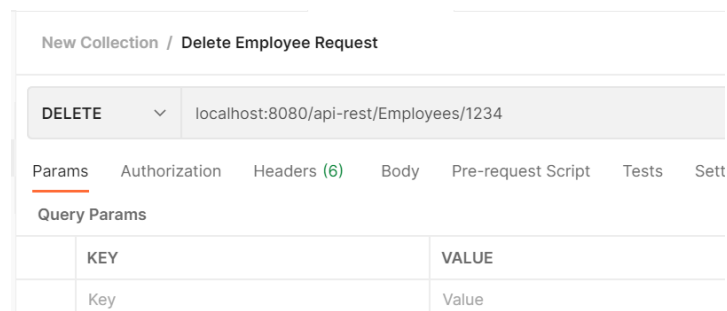 New Collection / Delete Employee Request
DELETE localhost:8080/api-rest/Employees/1234
Params Authorization Headers (6) Body Pre-request Script Tests Sett
Query Params
KEY VALUE
Key Value